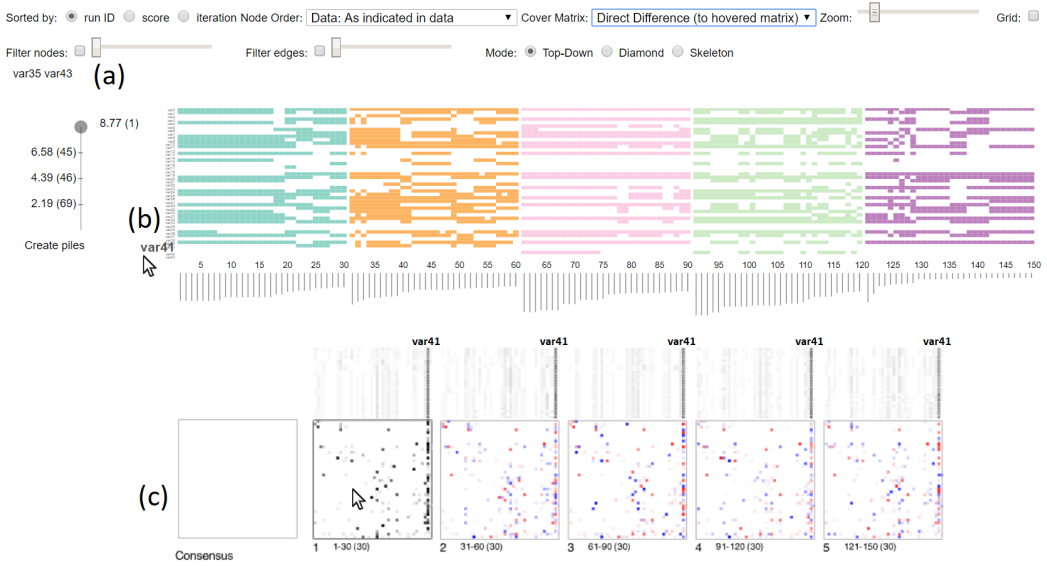 Sorted by: run ID score iteration Node Order: Data: As indicated in data Cover Matrix: Direct Difference (to hovered matrix) Zoom: Grid:
Filter nodes: Filter edges: Mode: Top-Down Diamond Skeleton
var35 var43
(a)
8.77 (1)
6.58 (45)
4.39 (46)
2.19 (69)
Create piles
(b)
var41
5 10 15 20 25 30 35 40 45 50 55 60 65 70 75 80 85 90 95 100 105 110 115 120 125 130 135 140 145 150
var41 var41 var41 var41 var41
(c)
Consensus
1 1-30 (30) 2 31-60 (30) 3 61-90 (30) 4 91-120 (30) 5 121-150 (30)